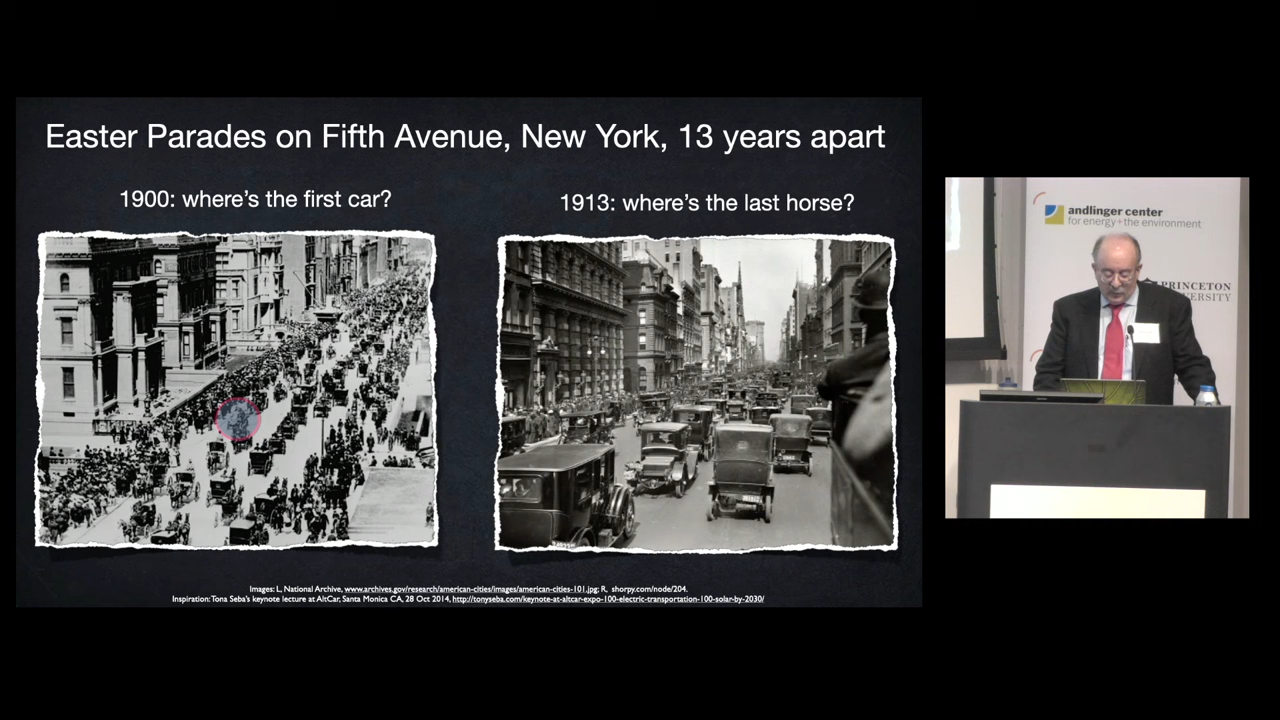 Easter Parades on Fifth Avenue, New York, 13 years apart
1900: where's the first car?
1913: where's the last horse?
Images: L, National Archive, www.archives.gov/research/american-cities/images/american-cities-101.jpg; R, shorpy.com/node/204.
Inspiration: Tona Seba's keynote lecture at AltCar, Santa Monica CA, 28 Oct 2014, http://tonyseba.com/keynote-at-altcar-expo-100-electric-transportation-100-solar-by-2030/
andlinger center
for energy+the environment
PRINCETON